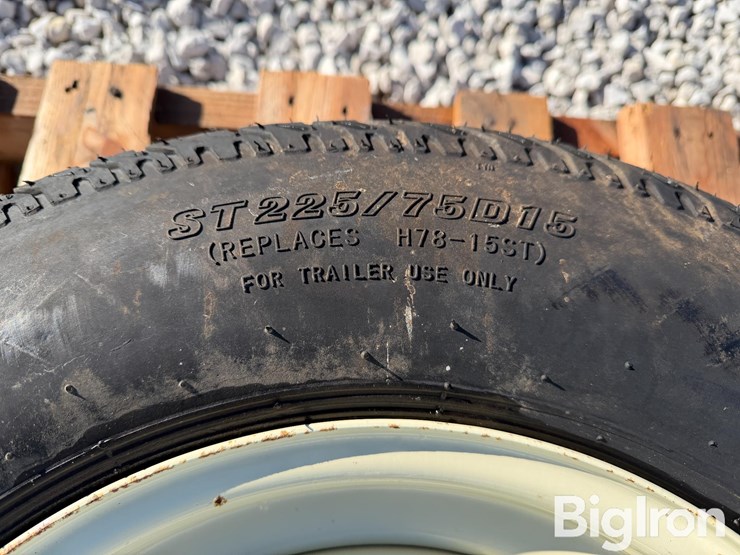 ST225/75D15
(REPLACES H78-15ST)
FOR TRAILER USE ONLY
BigIron